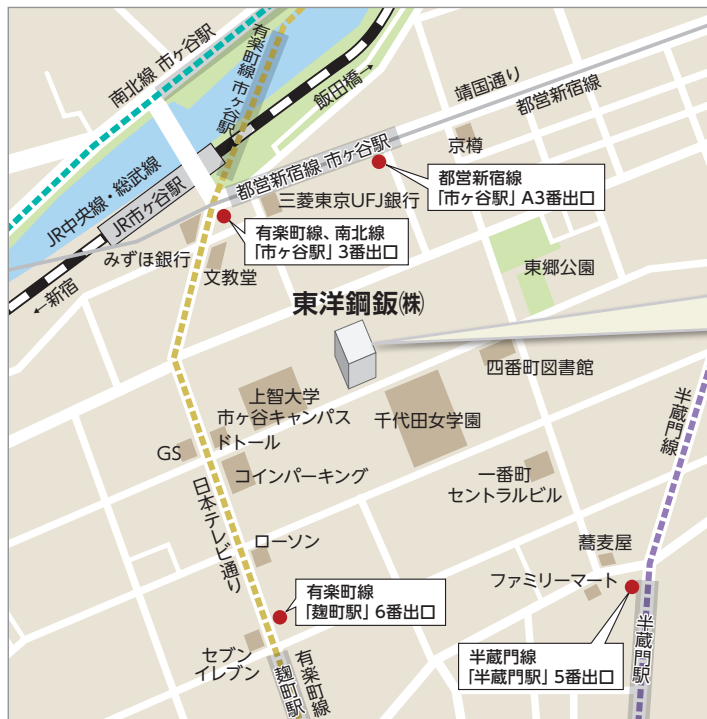 南北線 市ヶ谷駅
有楽町線 市ヶ谷駅
飯田橋→
靖国通り
都営新宿線
JR中央線・総武線
JR市ヶ谷駅
都営新宿線 市ヶ谷駅
京樽
都営新宿線
「市ケ谷駅」A3番出口
三菱東京UFJ銀行
有楽町線、南北線
「市ケ谷駅」3番出口
みずほ銀行
文教堂
←新宿
東郷公園
東洋鋼鈑㈱
四番町図書館
半蔵門線
上智大学
市ヶ谷キャンパス
千代田女学園
ドトール
GS
コインパーキング
一番町
セントラルビル
日本テレビ通り
ローソン
蕎麦屋
ファミリーマート
有楽町線
「麹町駅」6番出口
セブン
イレブン
麹町駅
有楽町線
半蔵門線
「半蔵門駅」5番出口
半蔵門駅